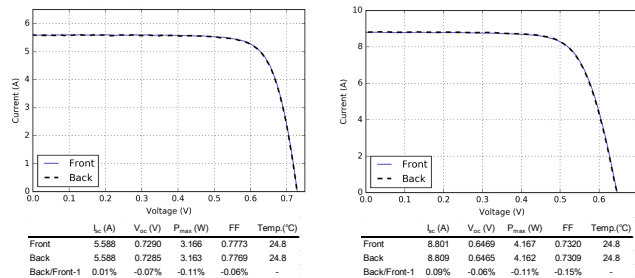 6
5
4
3
2
1
0
Current (A)
0.0 0.1 0.2 0.3 0.4 0.5 0.6 0.7
Voltage (V)
Front
Back
Isc (A) Voc (V) Pmax (W) FF Temp.(°C)
Front 5.588 0.7290 3.166 0.7773 24.8
Back 5.588 0.7285 3.163 0.7769 24.8
Back/Front-1 0.01% -0.07% -0.11% -0.06% -
10
8
6
4
2
0
Current (A)
0.0 0.1 0.2 0.3 0.4 0.5 0.6
Voltage (V)
Front
Back
Isc (A) Voc (V) Pmax (W) FF Temp.(°C)
Front 8.801 0.6469 4.167 0.7320 24.8
Back 8.809 0.6465 4.162 0.7309 24.8
Back/Front-1 0.09% -0.06% -0.11% -0.15% -